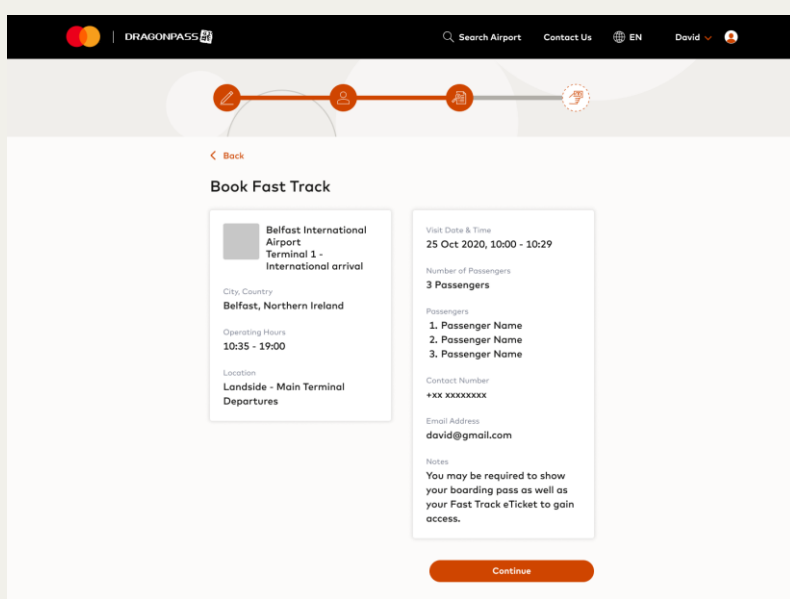 DRAGONPASS
Search Airport
Contact Us
EN
David
Back
Book Fast Track
Belfast International
Airport
Terminal 1 -
International arrival
City, Country
Belfast, Northern Ireland
Operating Hours
10:35 - 19:00
Location
Landside - Main Terminal
Departures
Visit Date & Time
25 Oct 2020, 10:00 - 10:29
Number of Passengers
3 Passengers
Passengers
1. Passenger Name
2. Passenger Name
3. Passenger Name
Contact Number
+xx xxxxxxxx
Email Address
david@gmail.com
Notes
You may be required to show
your boarding pass as well as
your Fast Track eTicket to gain
access.
Continue